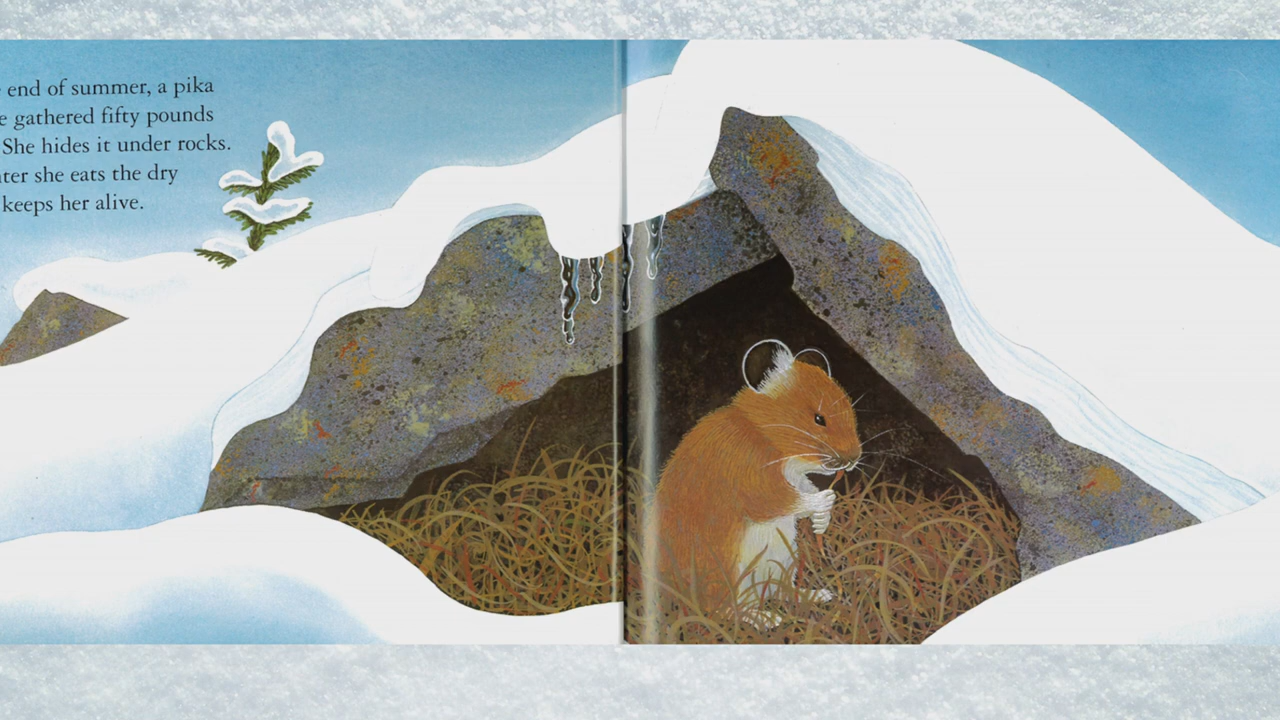 end of summer, a pika
gathered fifty pounds
She hides it under rocks.
she eats the dry
keeps her alive.